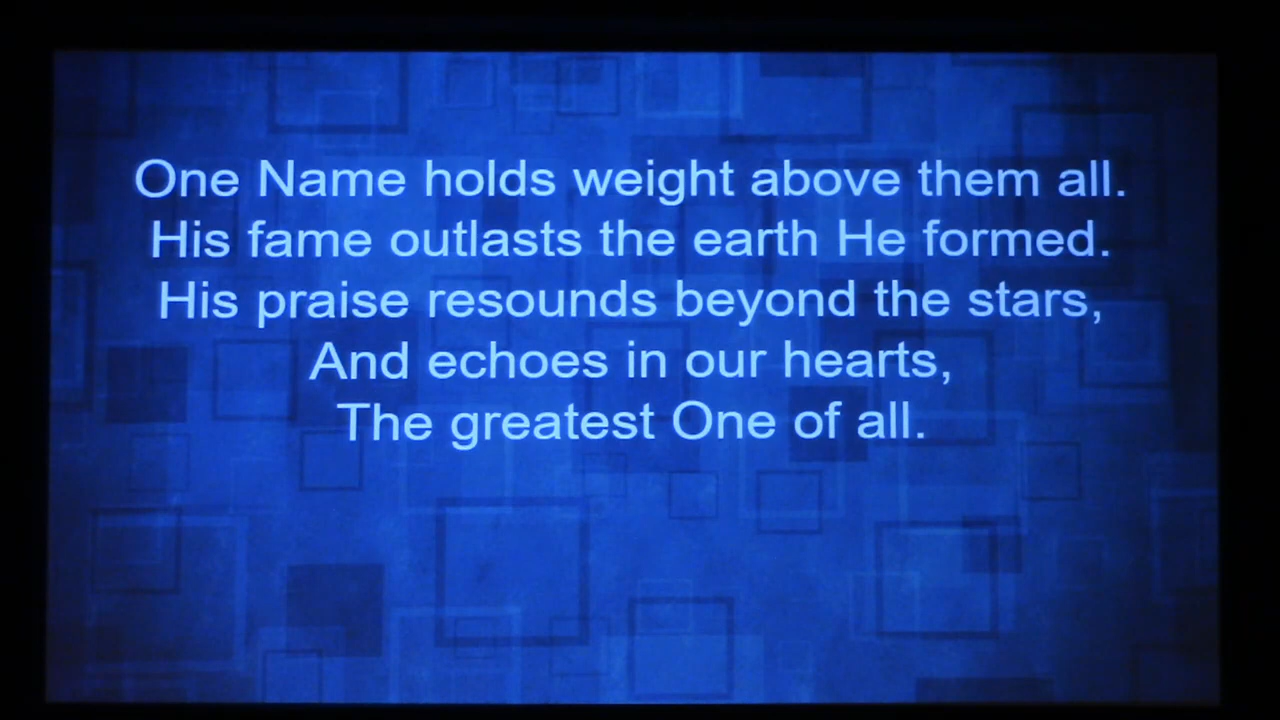 One Name holds weight above them all.
His fame outlasts the earth He formed.
His praise resounds beyond the stars,
And echoes in our hearts,
The greatest One of all.